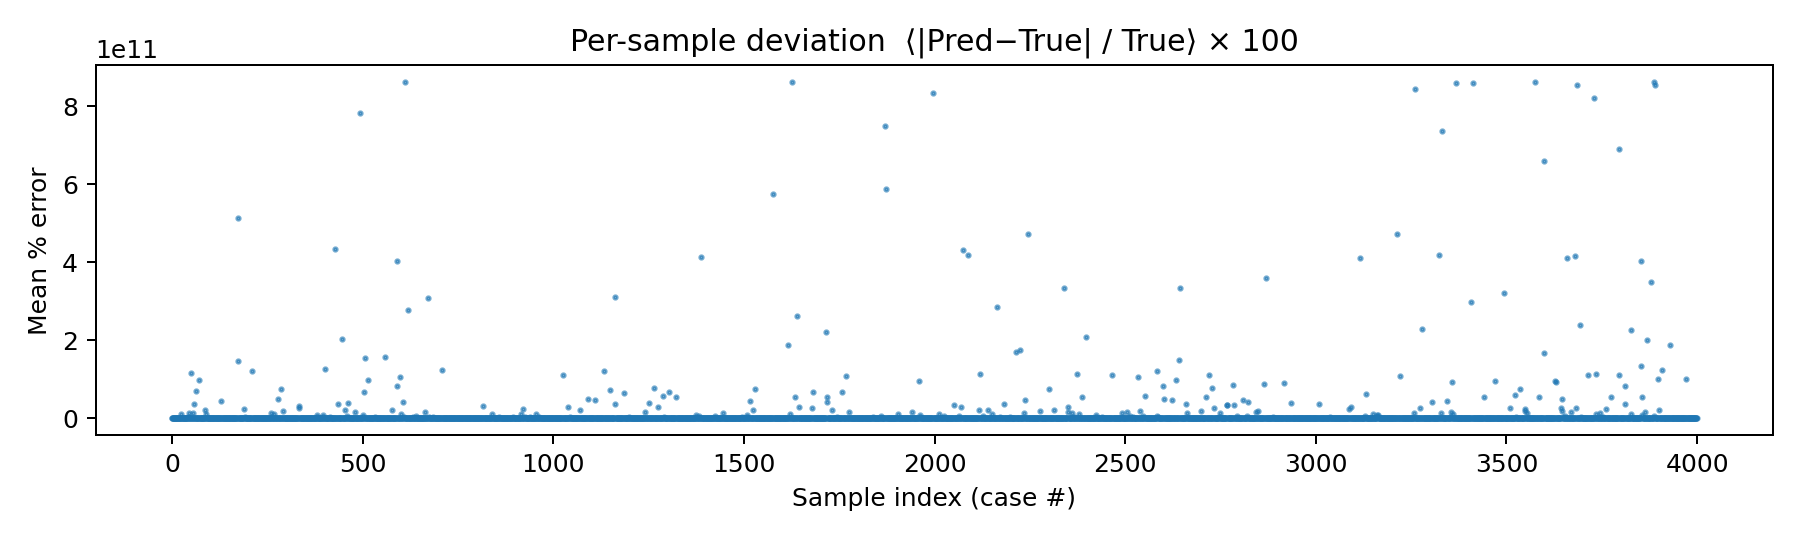 Per-sample deviation ⟨|Pred−True| / True⟩ × 100
1e11
8
6
4
2
0
Mean % error
0 500 1000 1500 2000 2500 3000 3500 4000
Sample index (case #)